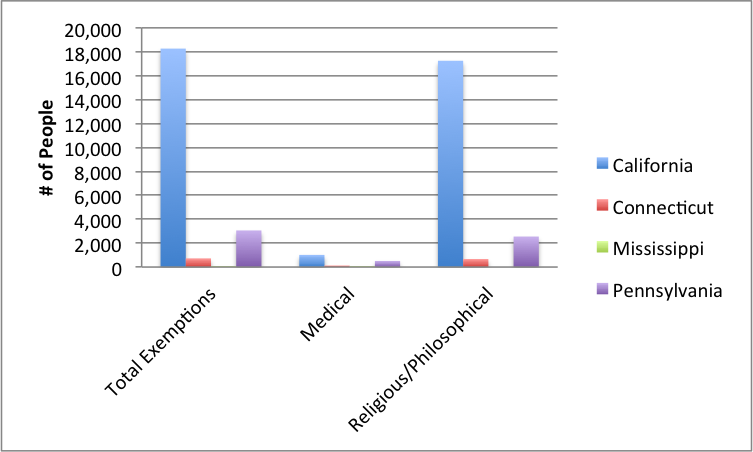 20,000
18,000
16,000
14,000
12,000
10,000
8,000
6,000
4,000
2,000
0
# of People
Total Exemptions
Medical
Religious/Philosophical
California
Connecticut
Mississippi
Pennsylvania